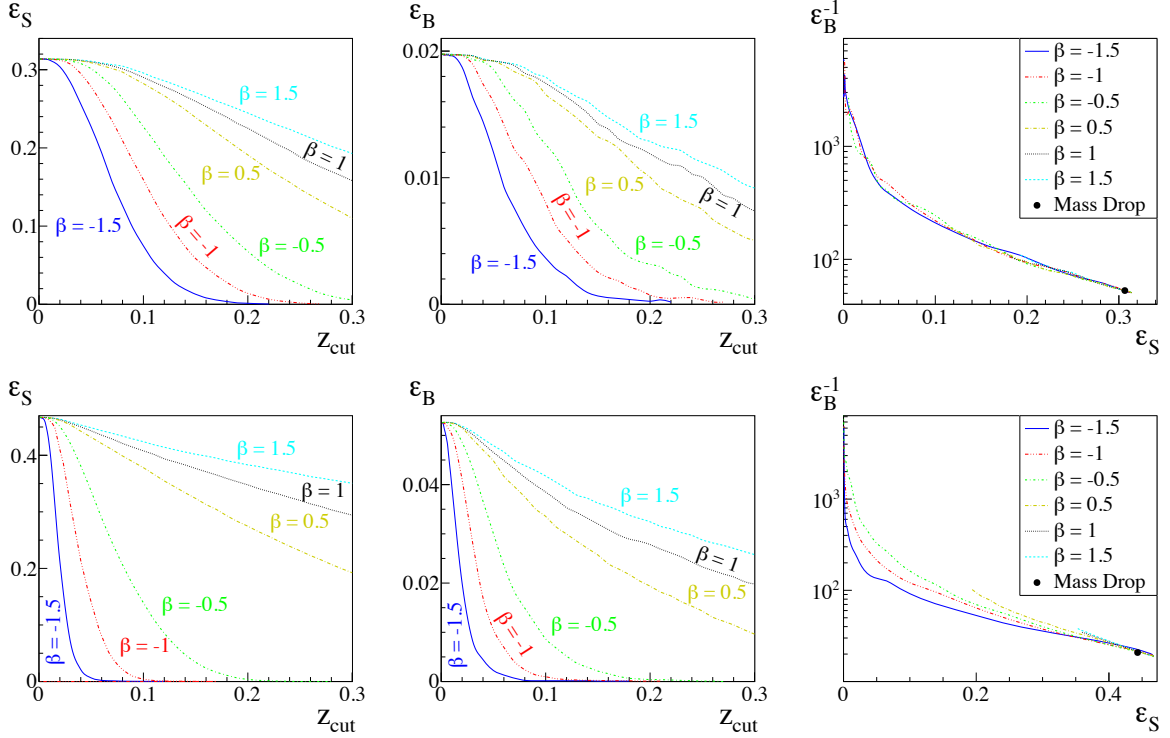 ε_S
0.3
0.2
0.1
0
β = 1.5
β = 1
β = 0.5
β = -0.5
β = -1
β = -1.5
0 0.1 0.2 0.3
z_cut
ε_B
0.02
0.01
0
β = 1.5
β = 1
β = 0.5
β = -0.5
β = -1
β = -1.5
0 0.1 0.2 0.3
z_cut
ε_B^-1
10^3
10^2
β = -1.5
β = -1
β = -0.5
β = 0.5
β = 1
β = 1.5
Mass Drop
0 0.1 0.2 0.3
ε_S
ε_S
0.4
0.2
0
β = 1.5
β = 1
β = 0.5
β = -0.5
β = -1
β = -1.5
0 0.1 0.2 0.3
z_cut
ε_B
0.04
0.02
0
β = 1.5
β = 1
β = 0.5
β = -0.5
β = -1
β = -1.5
0 0.1 0.2 0.3
z_cut
ε_B^-1
10^3
10^2
10
β = -1.5
β = -1
β = -0.5
β = 0.5
β = 1
β = 1.5
Mass Drop
0 0.2 0.4
ε_S